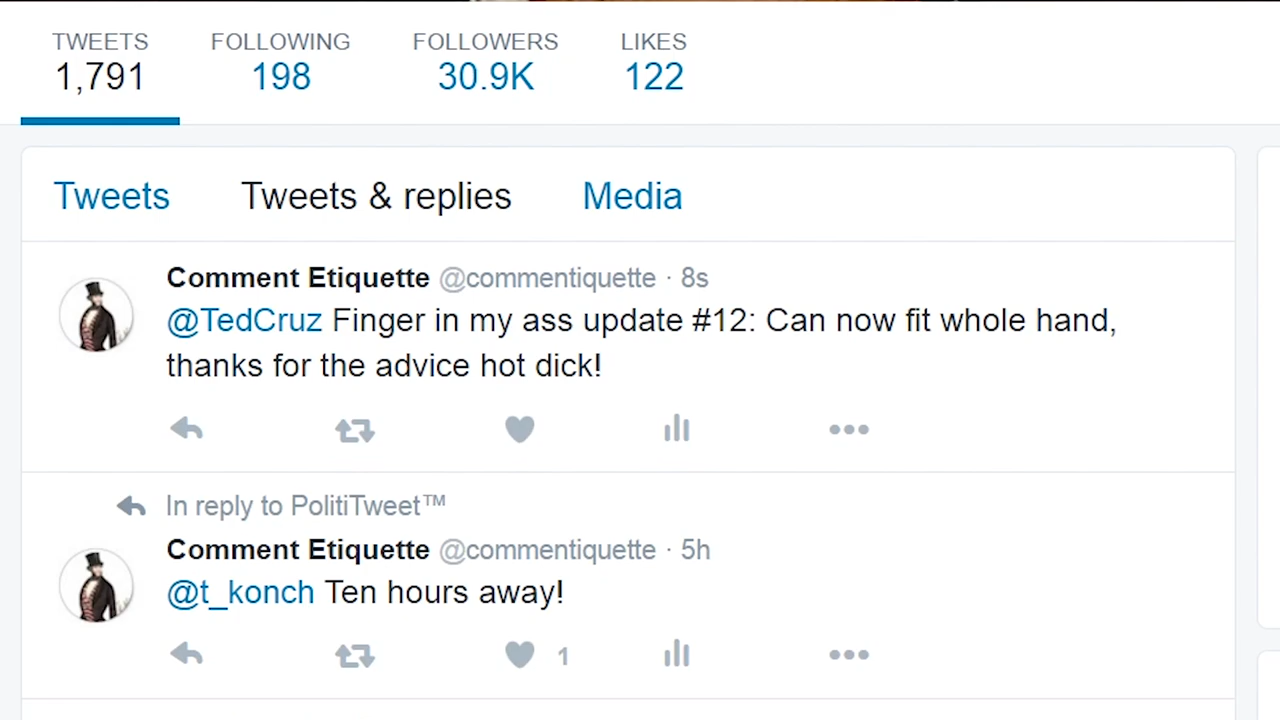 TWEETS FOLLOWING FOLLOWERS LIKES
1,791 198 30.9K 122
Tweets Tweets & replies Media
Comment Etiquette @commentiquette · 8s
@TedCruz Finger in my ass update #12: Can now fit whole hand,
thanks for the advice hot dick!
In reply to PolitiTweet™
Comment Etiquette @commentiquette · 5h
@t_konch Ten hours away!
1